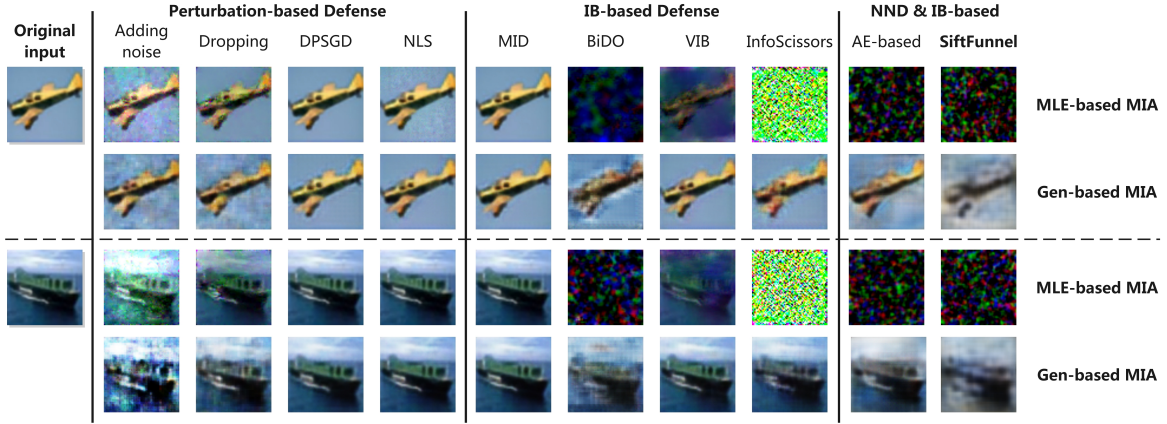 Perturbation-based Defense
IB-based Defense
NND & IB-based
Original
input
Adding
noise
Dropping
DPSGD
NLS
MID
BiDO
VIB
InfoScissors
AE-based
SiftFunnel
MLE-based MIA
Gen-based MIA
MLE-based MIA
Gen-based MIA